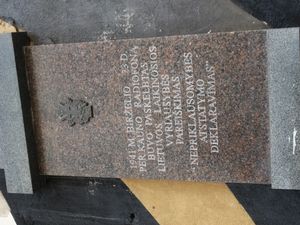 1941 M. BIRŽELIO 23 D.
PER KAUNO RADIOFONĄ
BUVO PASKELBTAS
LIETUVOS LAIKINOSIOS
VYRIAUSYBĖS
PAREIŠKIMAS
"NEPRIKLAUSOMYBĖS
ATSTATYMO
DEKLARAVIMAS"